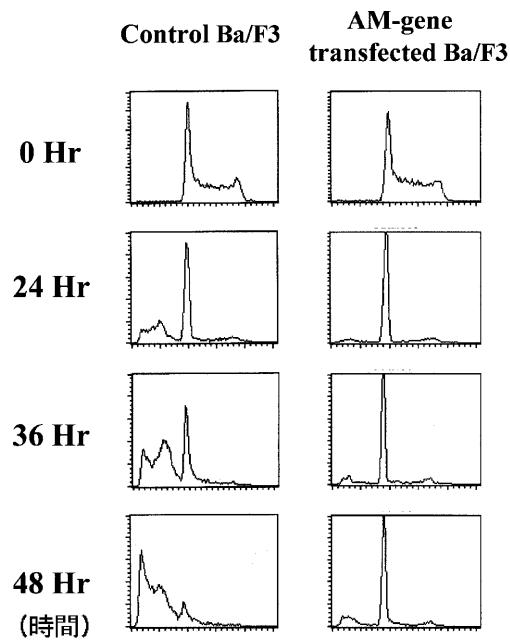 Control Ba/F3
AM-gene
transfected Ba/F3
0 Hr
24 Hr
36 Hr
48 Hr
(時間)